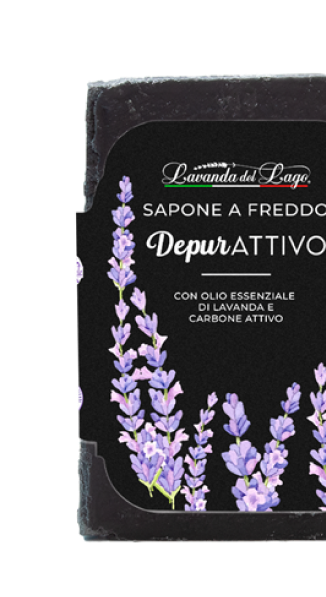 Lavanda del Lago
SAPONE A FREDDO
DepurATTIVO
CON OLIO ESSENZIALE
DI LAVANDA E
CARBONE ATTIVO